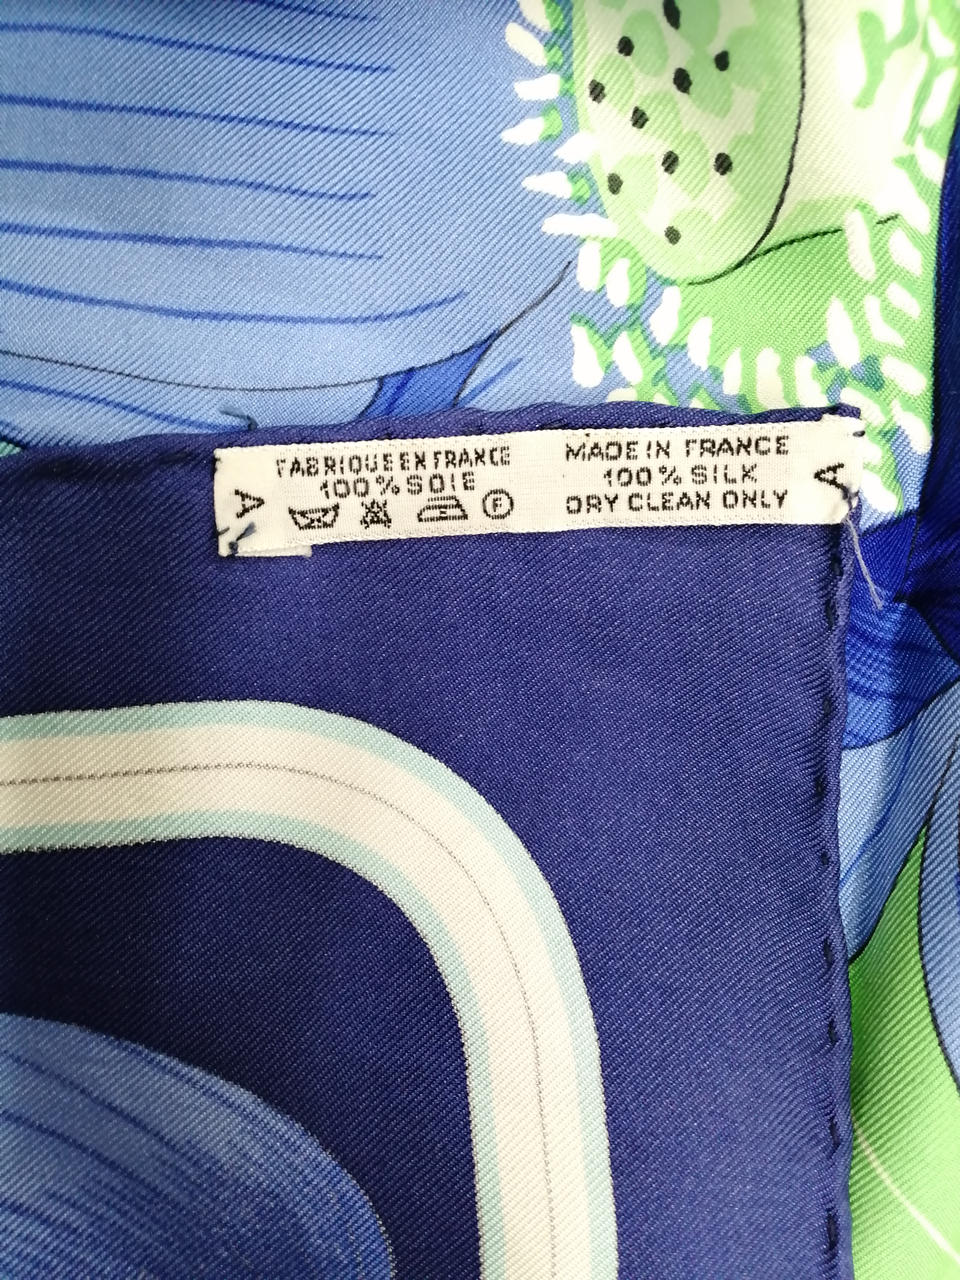 FABRIQUE EN FRANCE
100% SOIE
A
F
MADE IN FRANCE
100% SILK
DRY CLEAN ONLY
A